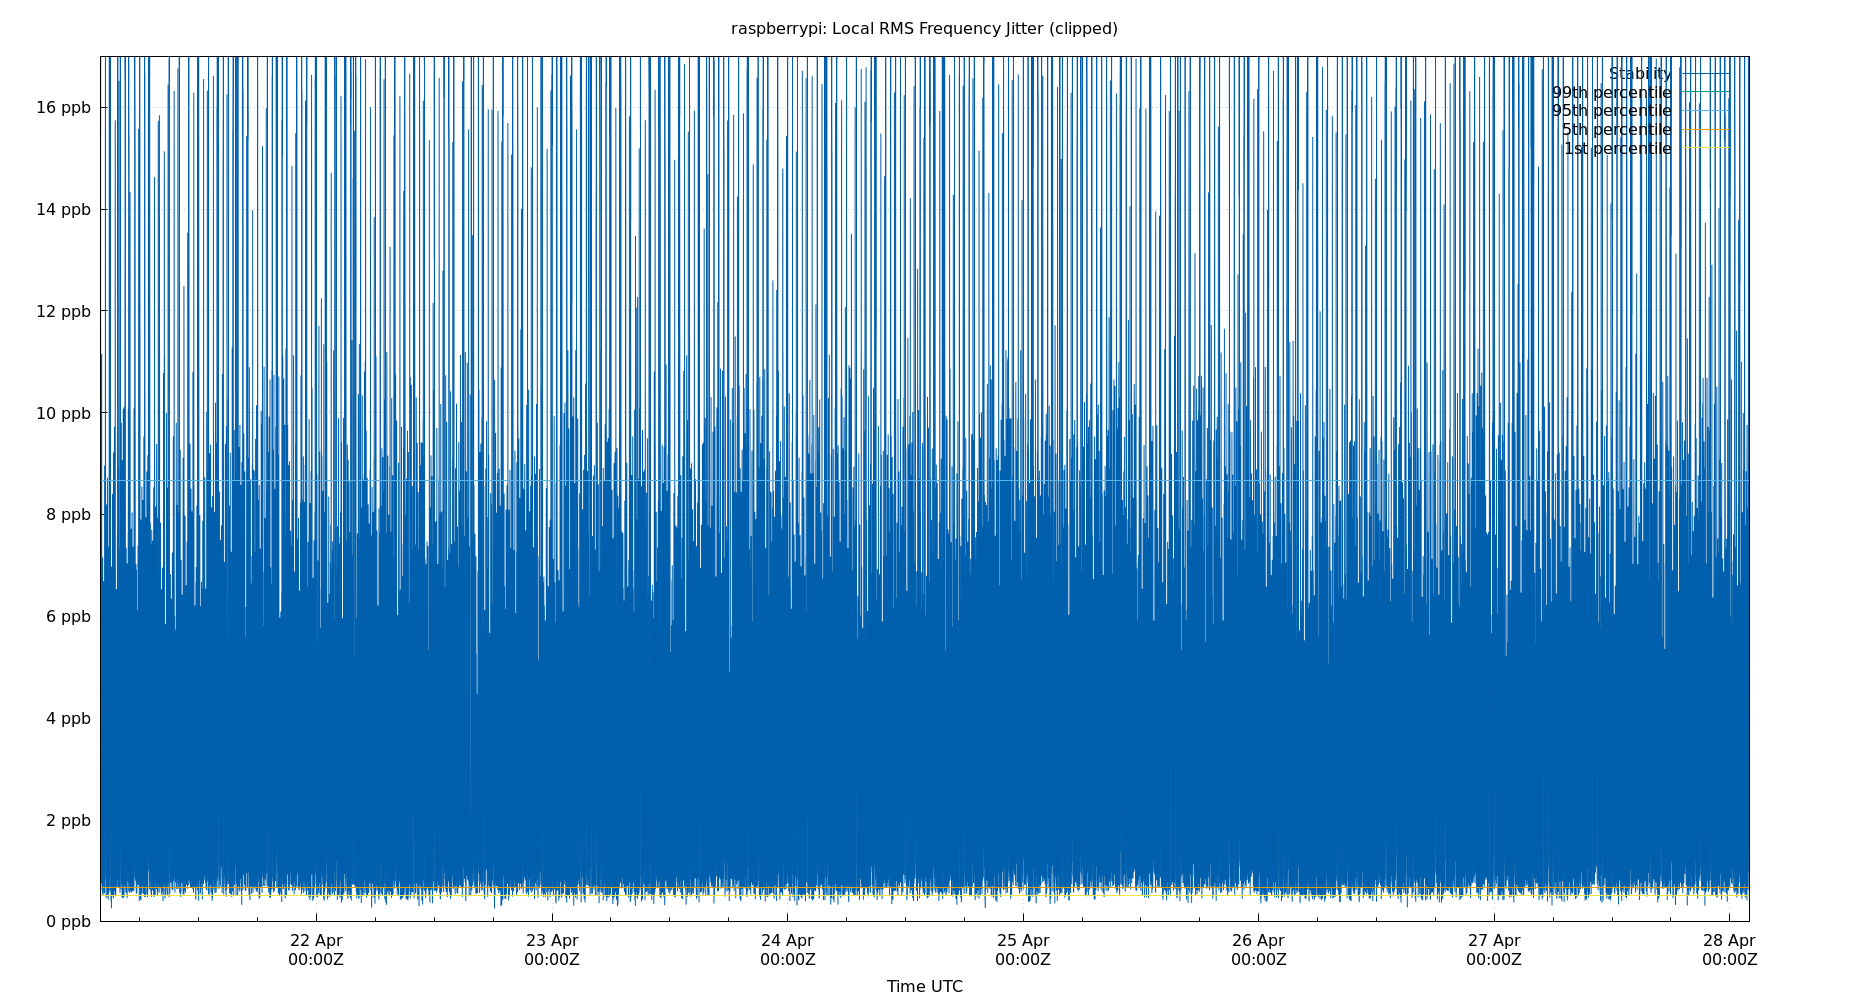 raspberrypi: Local RMS Frequency Jitter (clipped)
16 ppb
14 ppb
12 ppb
10 ppb
8 ppb
6 ppb
4 ppb
2 ppb
0 ppb
Stability
99th percentile
95th percentile
5th percentile
1st percentile
22 Apr 23 Apr 24 Apr 25 Apr 26 Apr 27 Apr 28 Apr
00:00Z 00:00Z 00:00Z 00:00Z 00:00Z 00:00Z 00:00Z
Time UTC